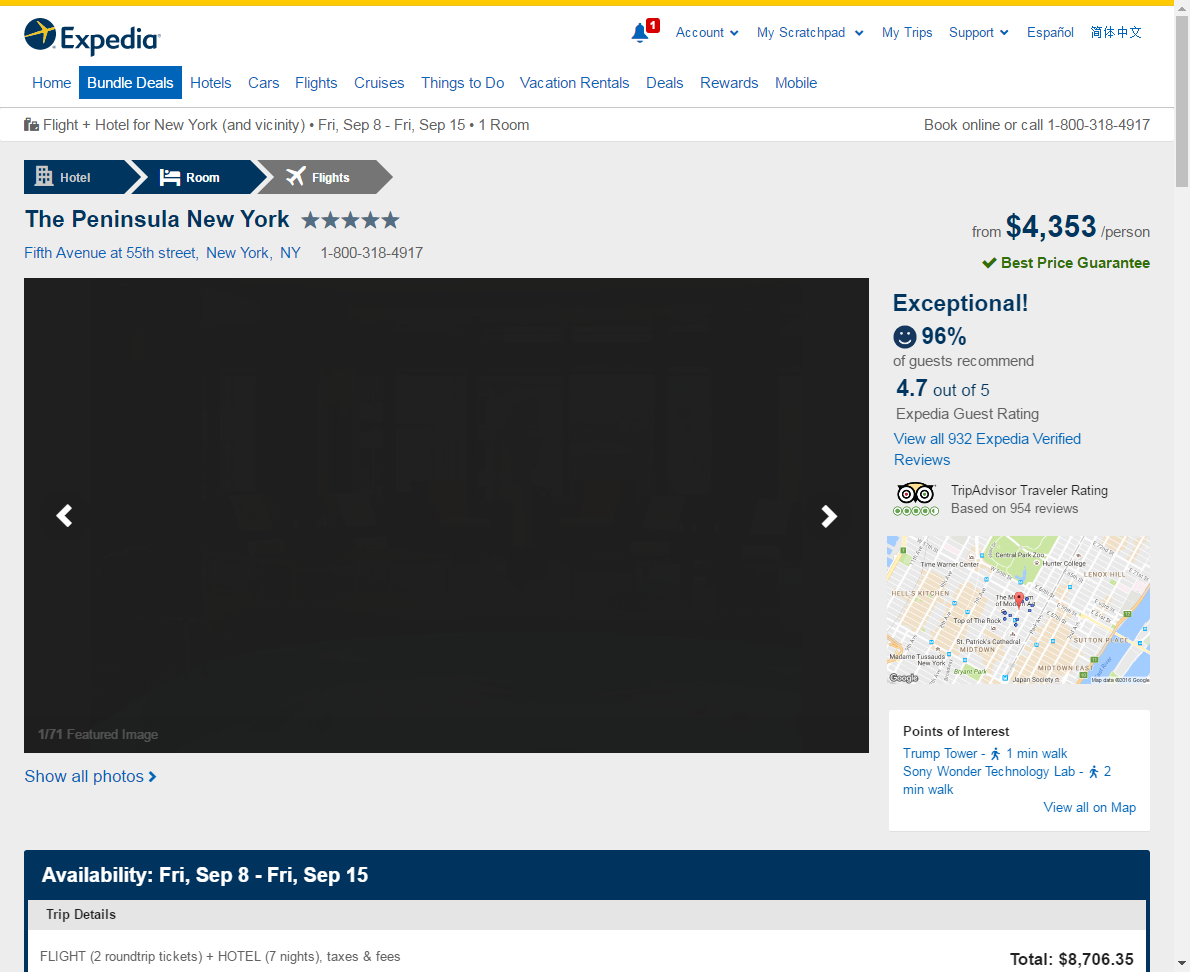 Expedia
1
Account
My Scratchpad
My Trips
Support
Español
简体中文
Home
Bundle Deals
Hotels
Cars
Flights
Cruises
Things to Do
Vacation Rentals
Deals
Rewards
Mobile
Flight + Hotel for New York (and vicinity) • Fri, Sep 8 - Fri, Sep 15 • 1 Room
Book online or call 1-800-318-4917
Hotel
Room
Flights
The Peninsula New York
Fifth Avenue at 55th street, New York, NY 1-800-318-4917
from $4,353 /person
Best Price Guarantee
1/71 Featured Image
Show all photos
Exceptional!
96%
of guests recommend
4.7 out of 5
Expedia Guest Rating
View all 932 Expedia Verified
Reviews
TripAdvisor Traveler Rating
Based on 954 reviews
Central Park Zoo
Time Warner Center
Hunter College
LENOX HILL
HELL'S KITCHEN
Top of The Rock
St. Patrick's Cathedral
SUTTON PLACE
MIDTOWN
Madame Tussauds
New York
MIDTOWN EAST
Bryant Park
Japan Society
Google
Map data ©2016 Google
Points of Interest
Trump Tower - 1 min walk
Sony Wonder Technology Lab - 2
min walk
View all on Map
Availability: Fri, Sep 8 - Fri, Sep 15
Trip Details
FLIGHT (2 roundtrip tickets) + HOTEL (7 nights), taxes & fees
Total: $8,706.35